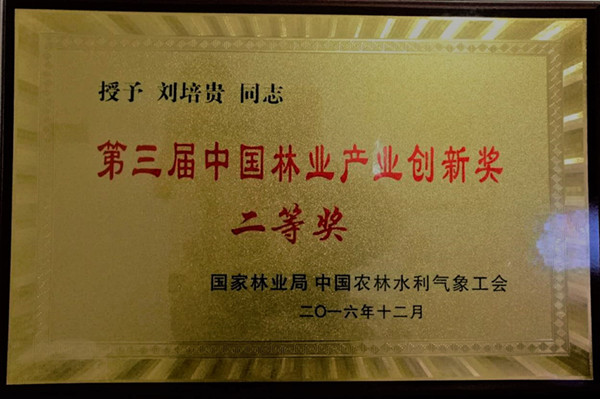 授予 刘培贵 同志
第三届中国林业产业创新奖
二等奖
国家林业局 中国农林水利气象工会
二〇一六年十二月